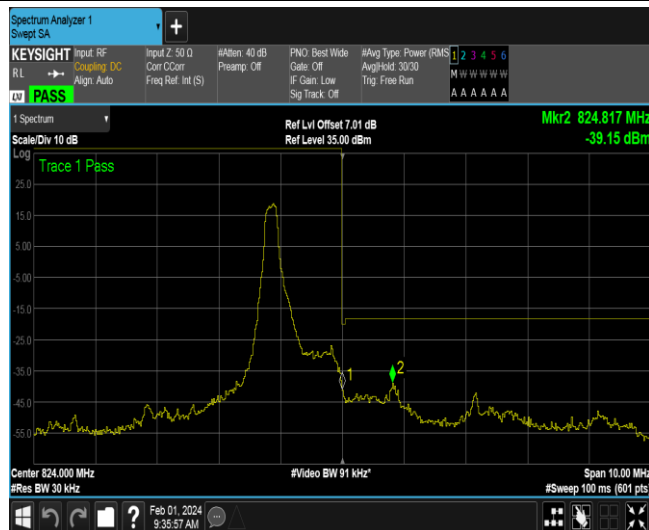 Spectrum Analyzer 1
Swept SA
+
KEYSIGHT
RL
LXI PASS
Input: RF
Coupling: DC
Align: Auto
Input Z: 50 Ω
Corr CCorr
Freq Ref: Int (S)
#Atten: 40 dB
Preamp: Off
PNO: Best Wide
Gate: Off
IF Gain: Low
Sig Track: Off
#Avg Type: Power (RMS
Avg|Hold: 30/30
Trig: Free Run
1 2 3 4 5 6
M W W W W W
A A A A A A
1 Spectrum
Scale/Div 10 dB
Ref Lvl Offset 7.01 dB
Ref Level 35.00 dBm
Mkr2 824.817 MHz
-39.15 dBm
Log
Trace 1 Pass
25.0
15.0
5.00
-5.00
-15.0
-25.0
-35.0
-45.0
-55.0
1
2
Center 824.000 MHz
#Res BW 30 kHz
#Video BW 91 kHz*
Span 10.00 MHz
#Sweep 100 ms (601 pts)
?
Feb 01, 2024
9:35:57 AM